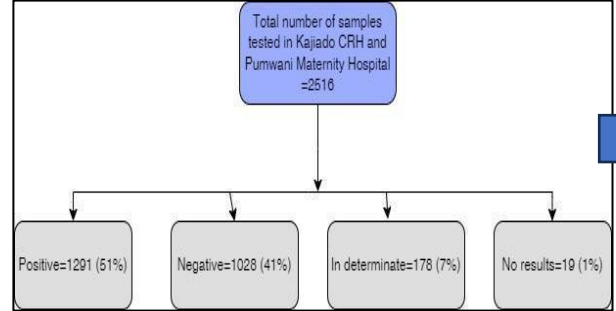 Total number of samples
tested in Kajiado CRH and
Pumwani Maternity Hospital
=2516
Positive=1291 (51%)
Negative=1028 (41%)
In determinate=178 (7%)
No results=19 (1%)